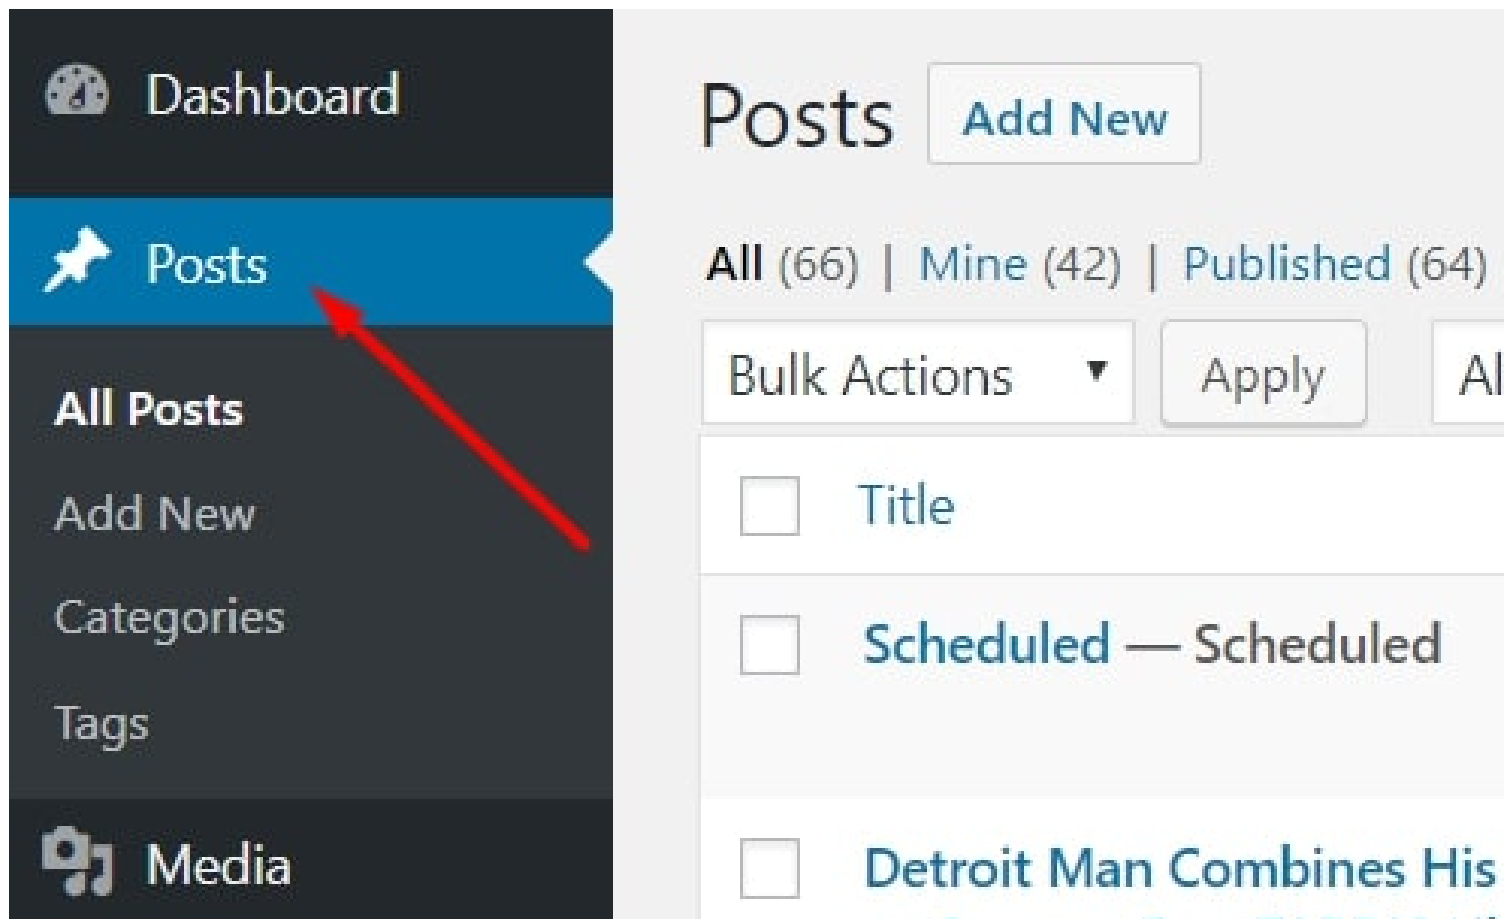 Dashboard
Posts
All Posts
Add New
Categories
Tags
Media
Posts Add New
All (66) | Mine (42) | Published (64)
Bulk Actions Apply
Title
Scheduled — Scheduled
Detroit Man Combines His